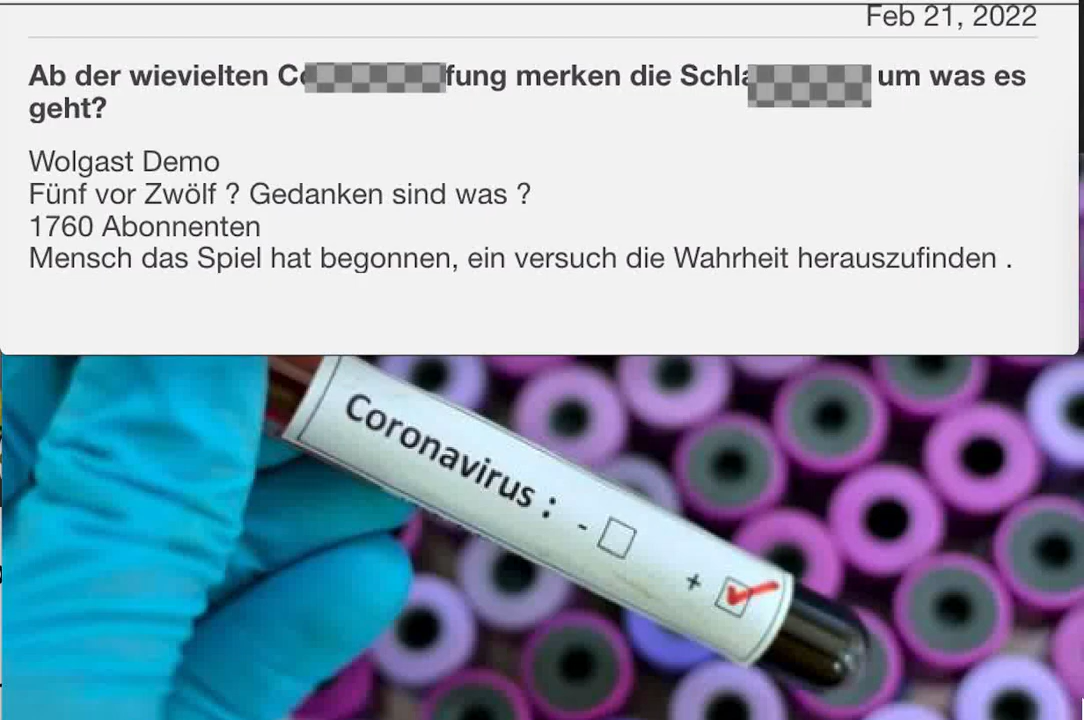 Feb 21, 2022
Ab der wievielten fung merken die um was es
geht?
Wolgast Demo
Fünf vor Zwölf ? Gedanken sind was ?
1760 Abonnenten
Mensch das Spiel hat begonnen, ein versuch die Wahrheit herauszufinden .
Coronavirus : - ☐
+ ☑